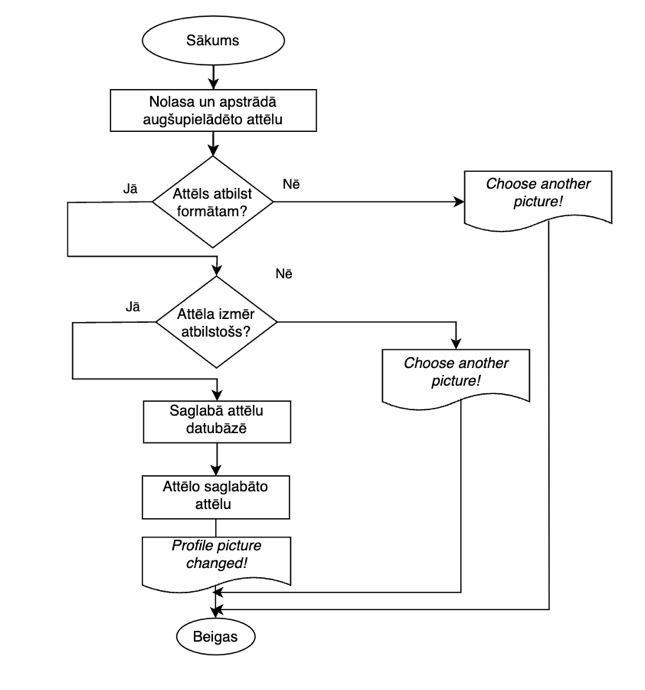 Sākums
Nolasa un apstrādā
augšupielādēto attēlu
Jā
Nē
Attēls atbilst
formātam?
Choose another
picture!
Nē
Jā
Attēla izmēr
atbilstošs?
Choose another
picture!
Saglabā attēlu
datubāzē
Attēlo saglabāto
attēlu
Profile picture
changed!
Beigas